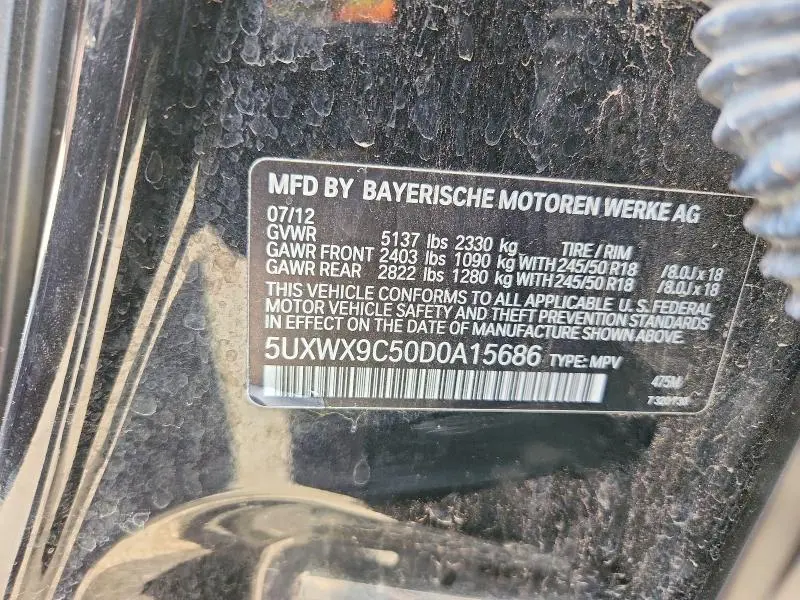 MFD BY BAYERISCHE MOTOREN WERKE AG
07/12
GVWR 5137 lbs 2330 kg TIRE / RIM
GAWR FRONT 2403 lbs 1090 kg WITH 245/50 R18 /8.0J x 18
GAWR REAR 2822 lbs 1280 kg WITH 245/50 R18 /8.0J x 18
THIS VEHICLE CONFORMS TO ALL APPLICABLE U.S. FEDERAL
MOTOR VEHICLE SAFETY AND THEFT PREVENTION STANDARDS
IN EFFECT ON THE DATE OF MANUFACTURE SHOWN ABOVE.
5UXWX9C50D0A15686 TYPE: MPV
475M